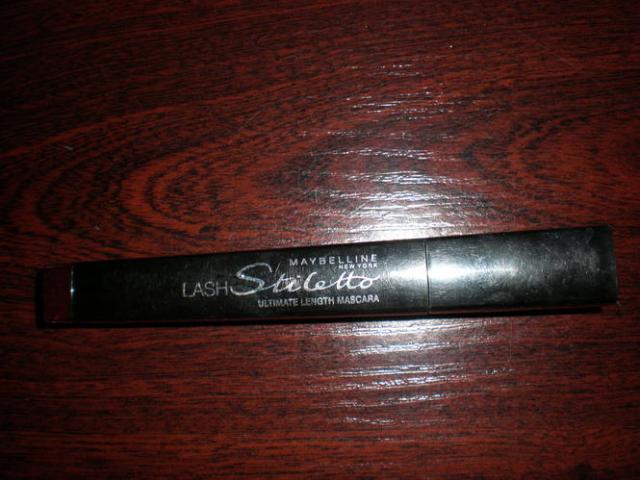 MAYBELLINE
NEW YORK
LASH Stiletto
ULTIMATE LENGTH MASCARA